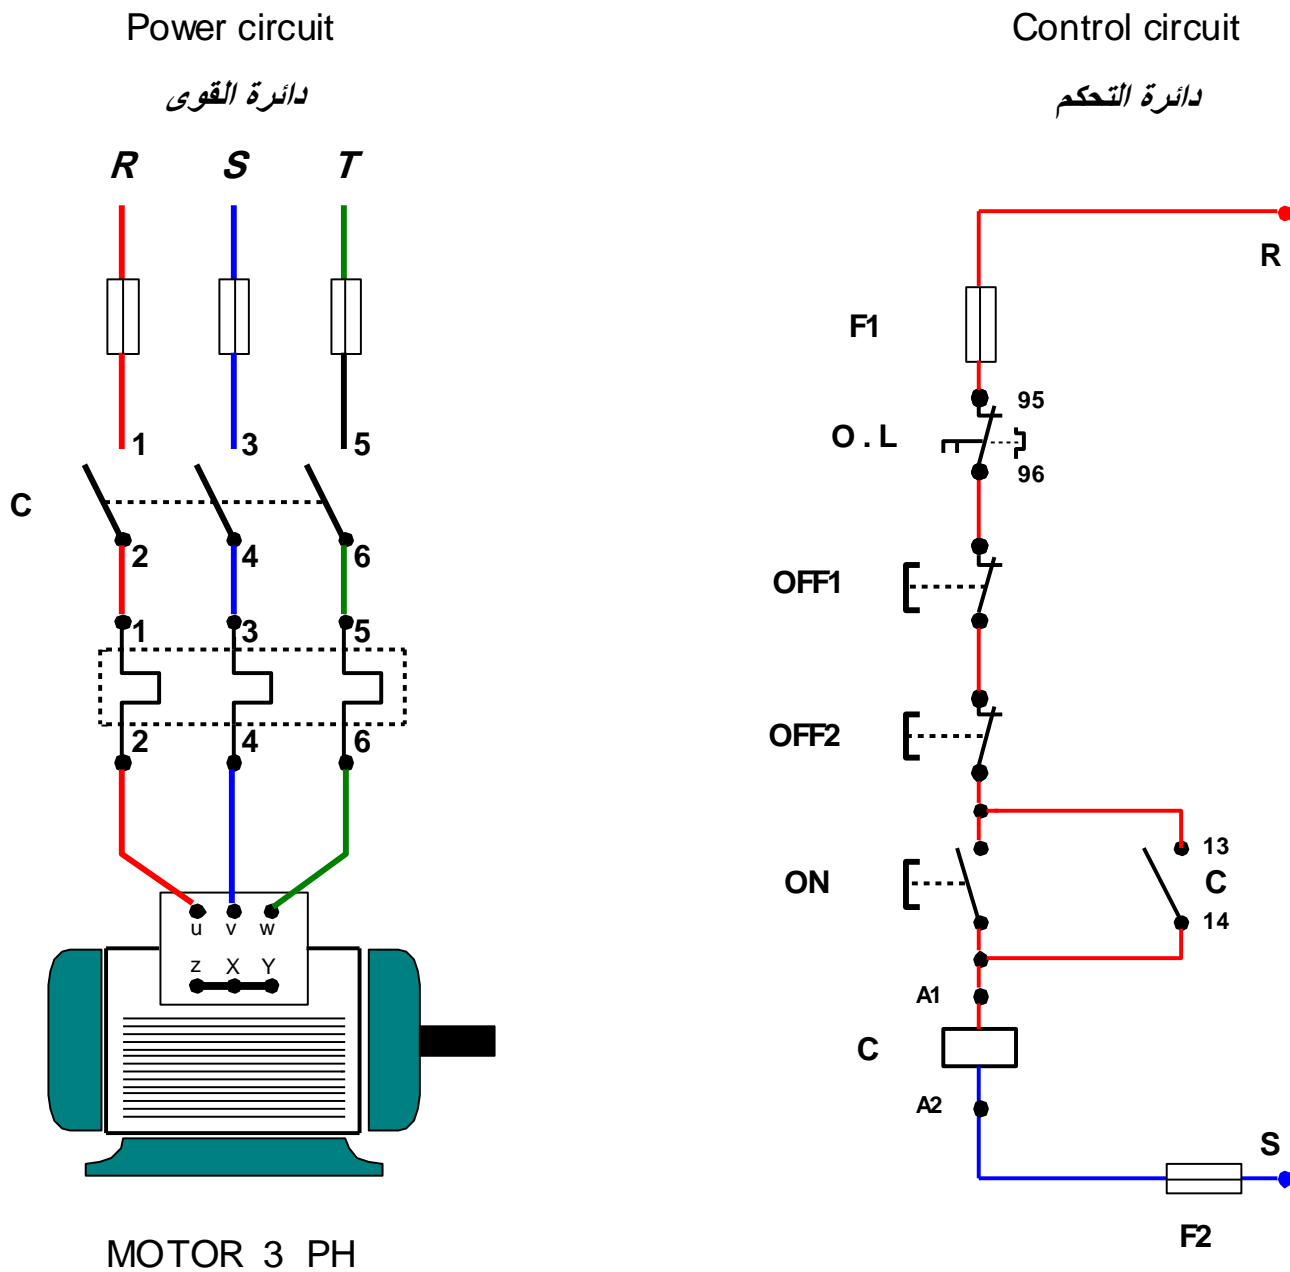 Power circuit
دائرة القوى
R S T
1 3 5
C
2 4 6
1 3 5
2 4 6
u v w
z X Y
MOTOR 3 PH
Control circuit
دائرة التحكم
R
F1
95
O . L
96
OFF1
OFF2
13
ON C
14
A1
C
A2
S
F2